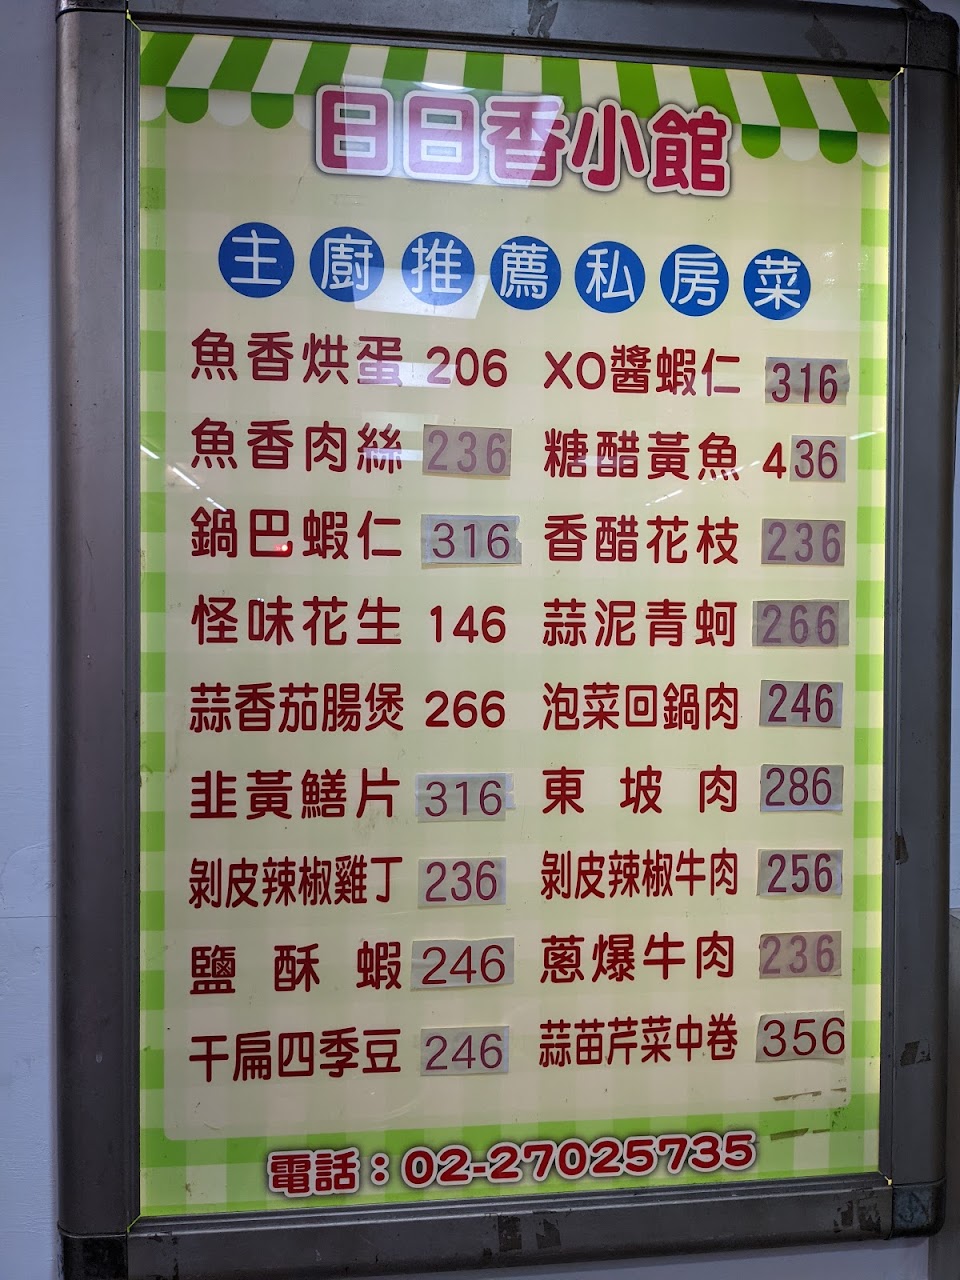 日日香小館
主廚推薦私房菜
魚香烘蛋 206 XO醬蝦仁 316
魚香肉絲 236 糖醋黃魚 436
鍋巴蝦仁 316 香醋花枝 236
怪味花生 146 蒜泥青蚵 266
蒜香茄腸煲 266 泡菜回鍋肉 246
韭黃鱔片 316 東坡肉 286
剝皮辣椒雞丁 236 剝皮辣椒牛肉 256
鹽酥蝦 246 蔥爆牛肉 236
干扁四季豆 246 蒜苗芹菜中卷 356
電話：02-27025735